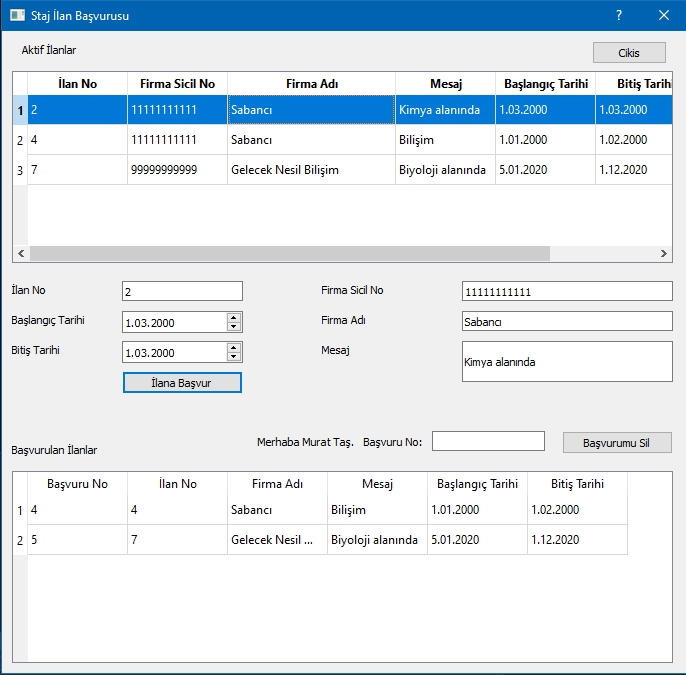 Staj İlan Başvurusu ?
Aktif İlanlar Cikis
İlan No Firma Sicil No Firma Adı Mesaj Başlangıç Tarihi Bitiş Tarihi
1 2 11111111111 Sabancı Kimya alanında 1.03.2000 1.03.2000
2 4 11111111111 Sabancı Bilişim 1.01.2000 1.02.2000
3 7 99999999999 Gelecek Nesil Bilişim Biyoloji alanında 5.01.2020 1.12.2020
İlan No 2 Firma Sicil No 11111111111
Başlangıç Tarihi 1.03.2000 Firma Adı Sabancı
Bitiş Tarihi 1.03.2000 Mesaj Kimya alanında
İlana Başvur
Başvurulan İlanlar Merhaba Murat Taş. Başvuru No: Başvurumu Sil
Başvuru No İlan No Firma Adı Mesaj Başlangıç Tarihi Bitiş Tarihi
1 4 4 Sabancı Bilişim 1.01.2000 1.02.2000
2 5 7 Gelecek Nesil ... Biyoloji alanında 5.01.2020 1.12.2020